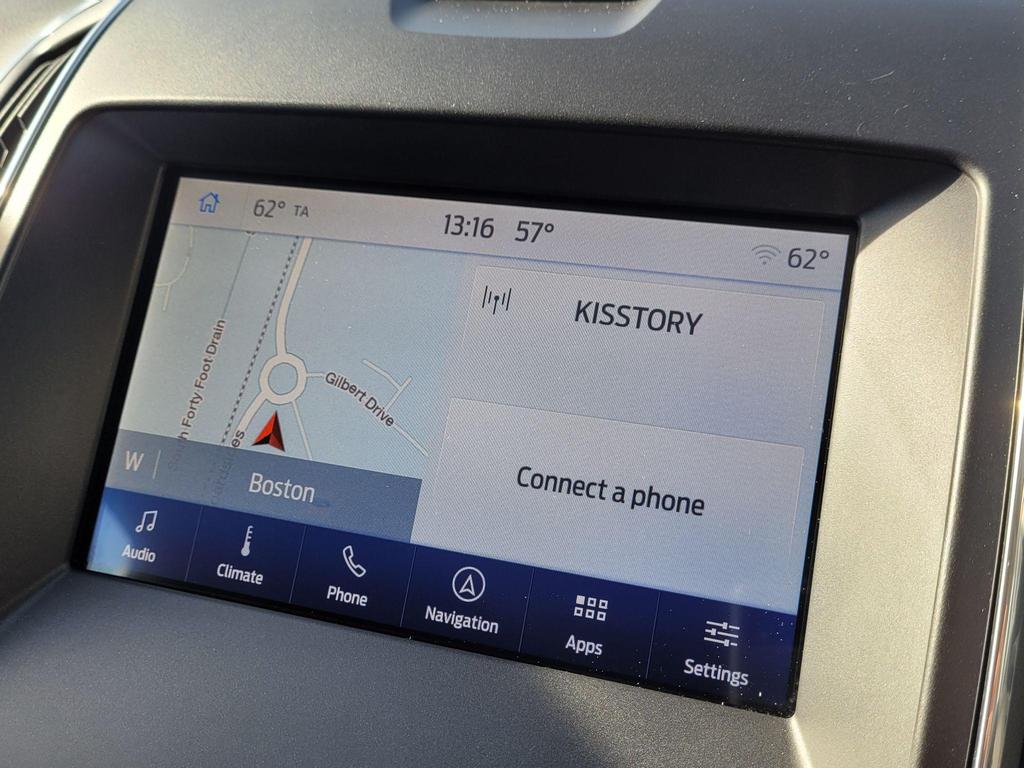 62° TA
13:16 57°
62°
KISSTORY
Forty Foot Drain
Gilbert Drive
W
Boston
Connect a phone
Audio
Climate
Phone
Navigation
Apps
Settings